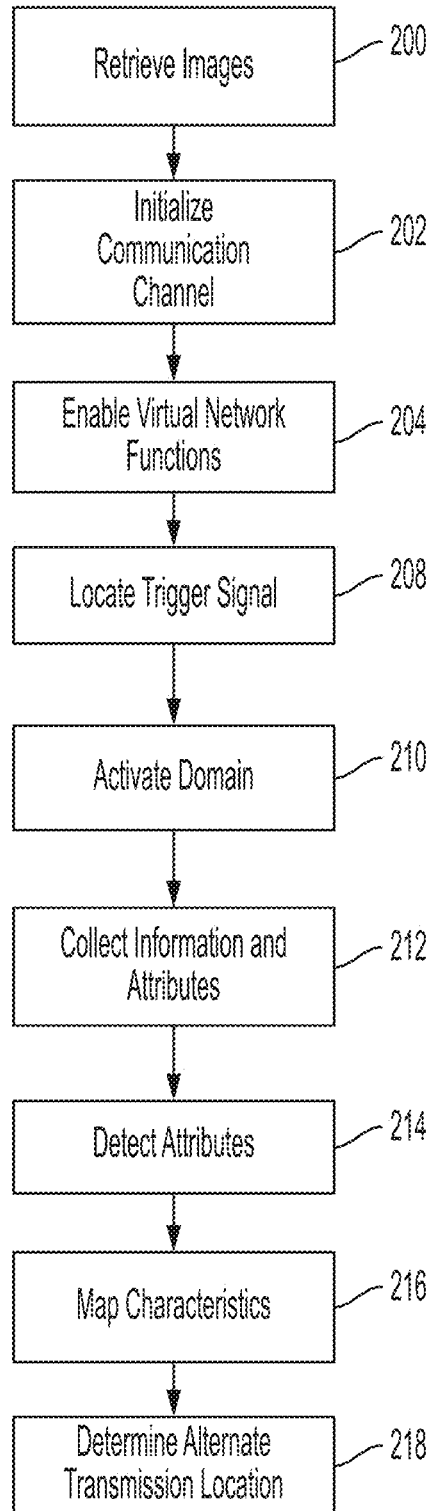 Retrieve Images
200
Initialize
Communication
Channel
202
Enable Virtual Network
Functions
204
Locate Trigger Signal
208
Activate Domain
210
Collect Information and
Attributes
212
Detect Attributes
214
Map Characteristics
216
Determine Alternate
Transmission Location
218